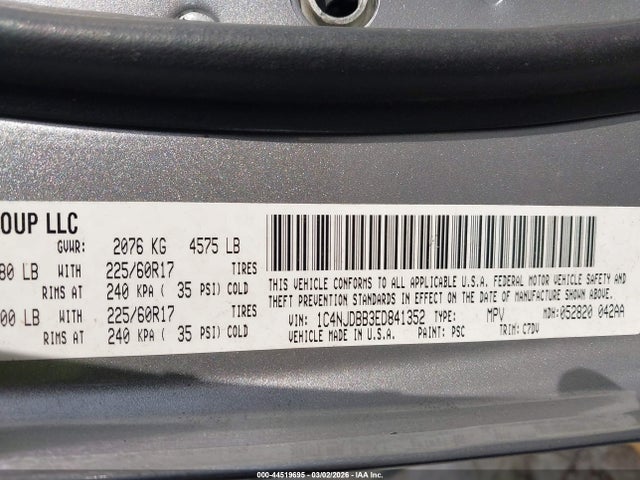 OUP LLC
GVWR: 2076 KG 4575 LB
80 LB WITH 225/60R17 TIRES
RIMS AT 240 KPA ( 35 PSI) COLD
00 LB WITH 225/60R17 TIRES
RIMS AT 240 KPA ( 35 PSI) COLD
THIS VEHICLE CONFORMS TO ALL APPLICABLE U.S.A. FEDERAL MOTOR VEHICLE SAFETY AND
THEFT PREVENTION STANDARDS IN EFFECT ON THE DATE OF MANUFACTURE SHOWN ABOVE.
VIN: 1C4NJDBB3ED841352 TYPE: MPV MDH: 052820 042AA
VEHICLE MADE IN U.S.A. PAINT: PSC TRIM: C7DV
000-44519695 - 03/02/2026 - IAA Inc.